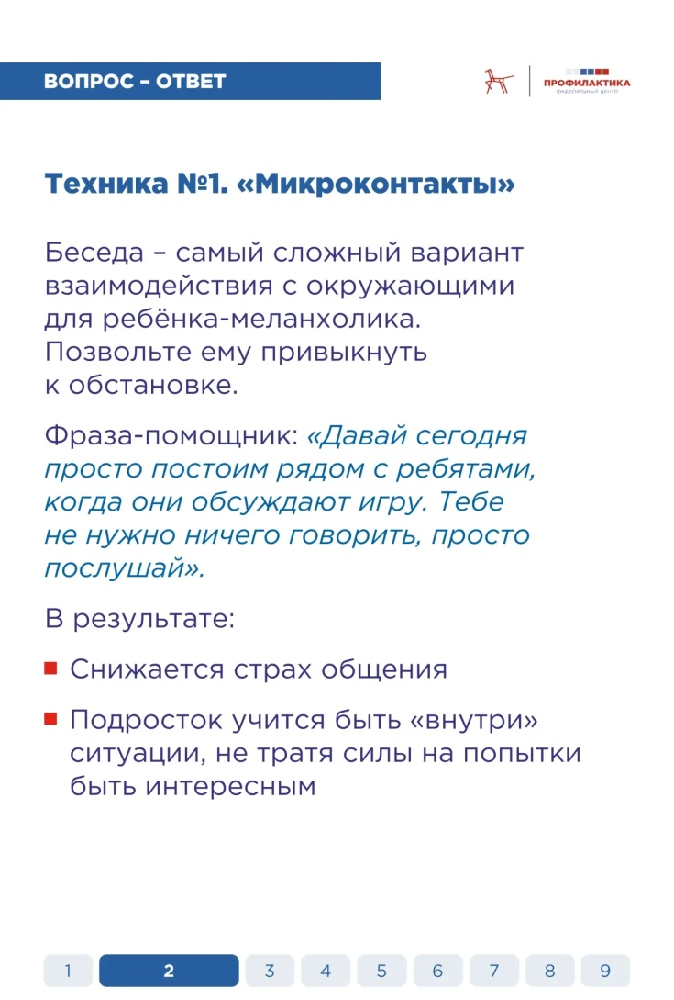 ВОПРОС – ОТВЕТ
ПРОФИЛАКТИКА
ФЕДЕРАЛЬНЫЙ ЦЕНТР
Техника №1. «Микроконтакты»
Беседа – самый сложный вариант
взаимодействия с окружающими
для ребёнка-меланхолика.
Позвольте ему привыкнуть
к обстановке.
Фраза-помощник: «Давай сегодня
просто постоим рядом с ребятами,
когда они обсуждают игру. Тебе
не нужно ничего говорить, просто
послушай».
В результате:
Снижается страх общения
Подросток учится быть «внутри»
ситуации, не тратя силы на попытки
быть интересным
1 2 3 4 5 6 7 8 9